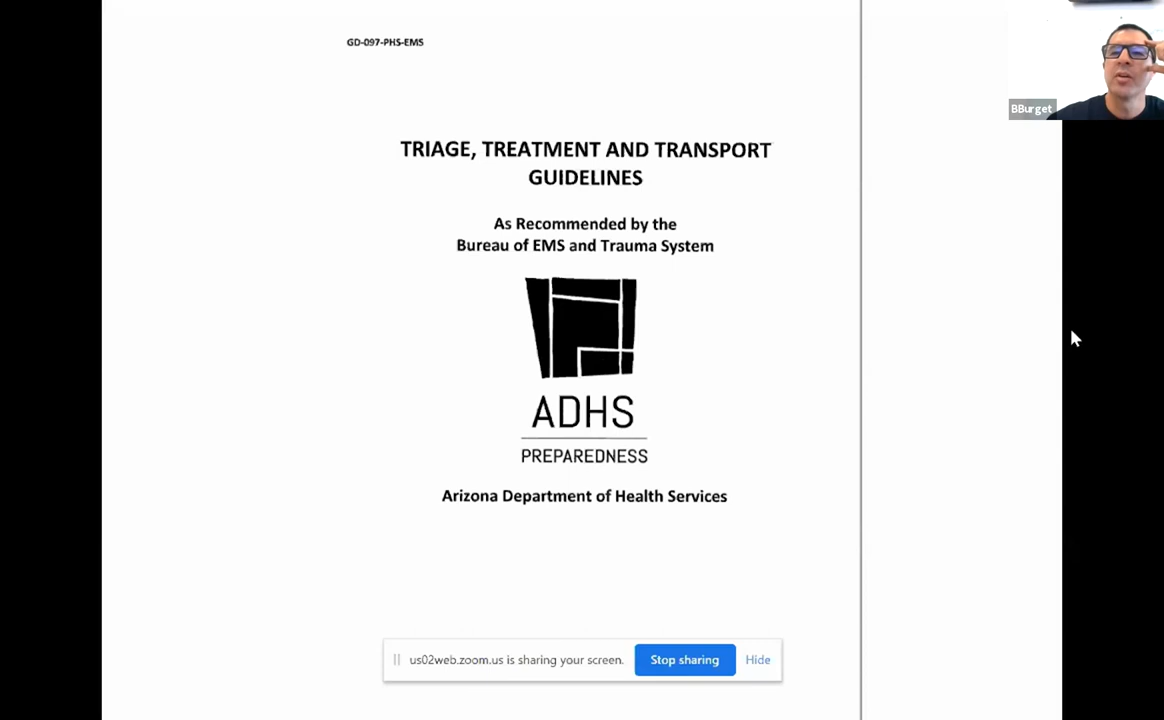 GD-097-PHS-EMS
BBurget
TRIAGE, TREATMENT AND TRANSPORT
GUIDELINES
As Recommended by the
Bureau of EMS and Trauma System
ADHS
PREPAREDNESS
Arizona Department of Health Services
us02web.zoom.us is sharing your screen.
Stop sharing
Hide